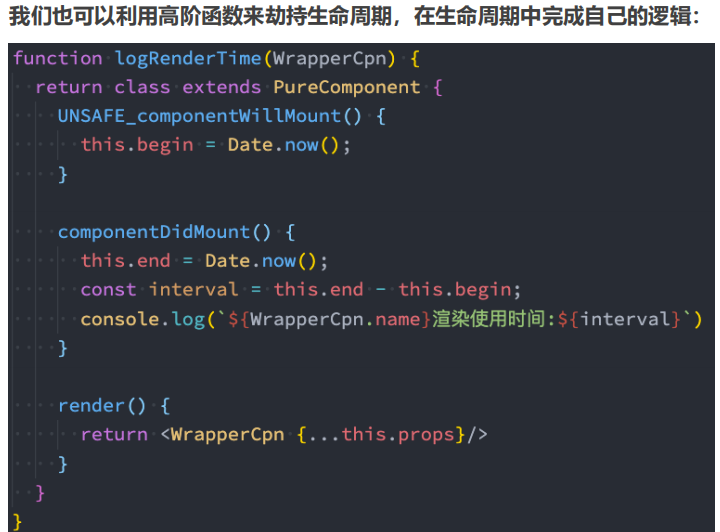 我们也可以利用高阶函数来劫持生命周期，在生命周期中完成自己的逻辑：
function logRenderTime(WrapperCpn) {
  return class extends PureComponent {
    UNSAFE_componentWillMount() {
      this.begin = Date.now();
    }

    componentDidMount() {
      this.end = Date.now();
      const interval = this.end - this.begin;
      console.log(`${WrapperCpn.name}渲染使用时间:${interval}`)
    }

    render() {
      return <WrapperCpn {...this.props}/>
    }
  }
}